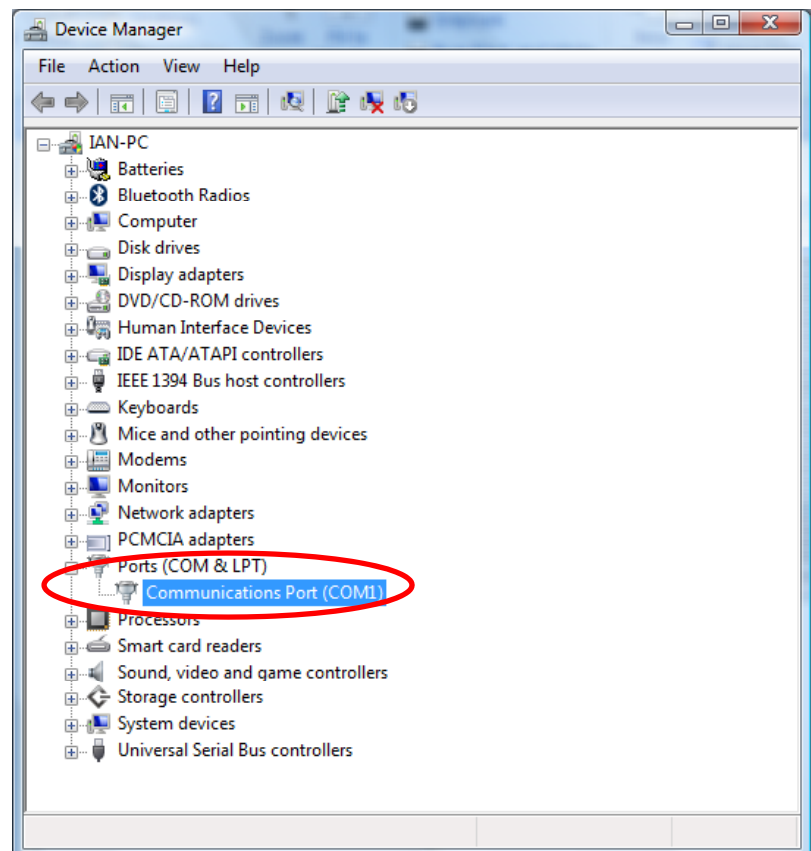 Device Manager
File Action View Help
IAN-PC
Batteries
Bluetooth Radios
Computer
Disk drives
Display adapters
DVD/CD-ROM drives
Human Interface Devices
IDE ATA/ATAPI controllers
IEEE 1394 Bus host controllers
Keyboards
Mice and other pointing devices
Modems
Monitors
Network adapters
PCMCIA adapters
Ports (COM & LPT)
Communications Port (COM1)
Processors
Smart card readers
Sound, video and game controllers
Storage controllers
System devices
Universal Serial Bus controllers